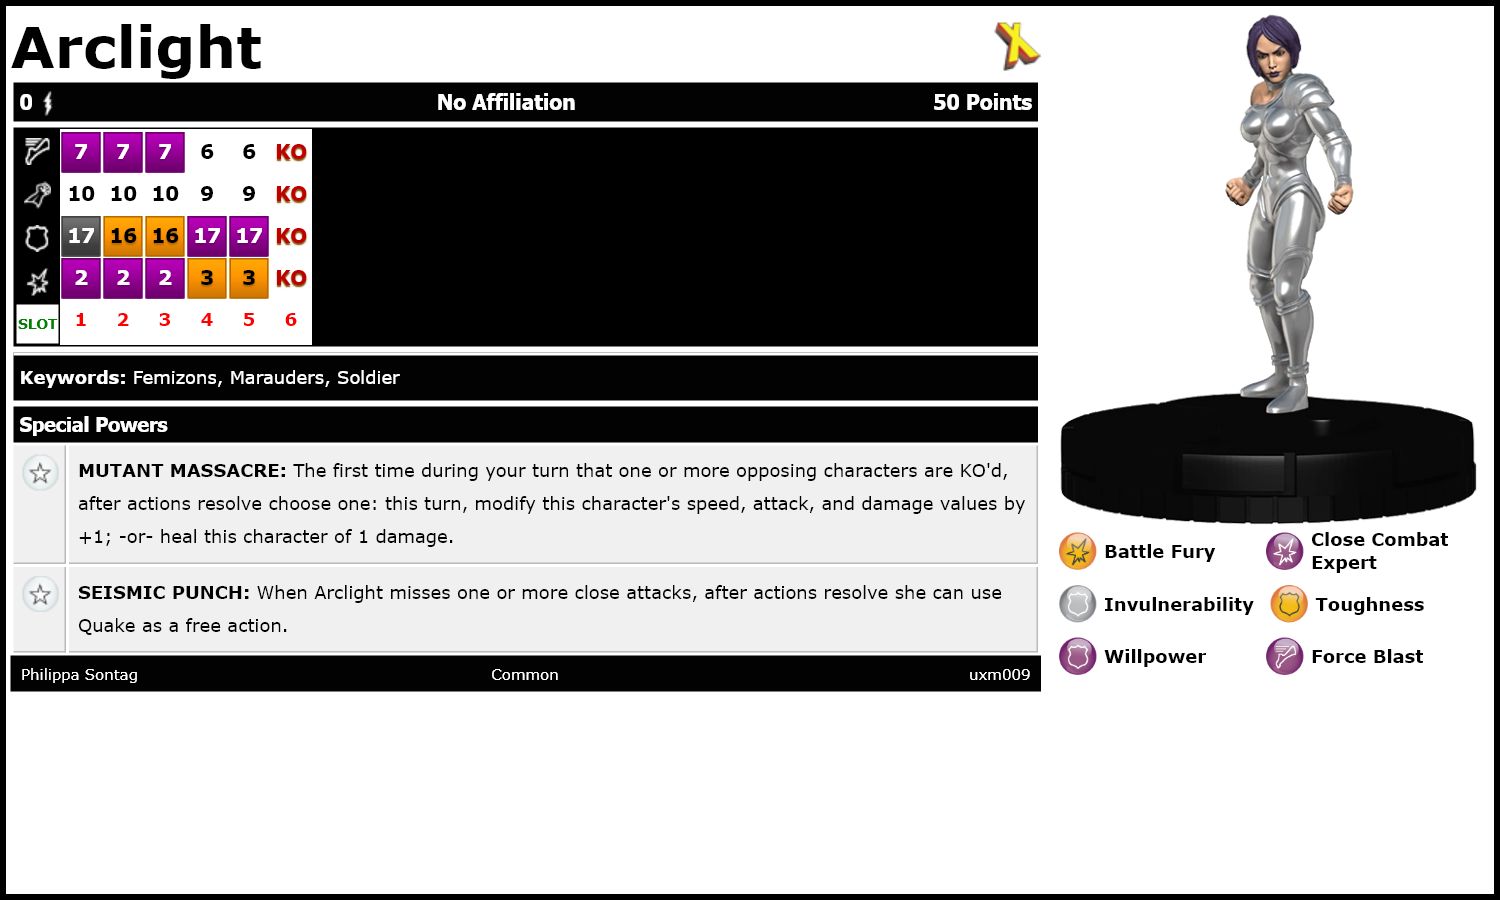 Arclight
0 No Affiliation 50 Points
7 7 7 6 6 KO
10 10 10 9 9 KO
17 16 16 17 17 KO
2 2 2 3 3 KO
SLOT 1 2 3 4 5 6
Keywords: Femizons, Marauders, Soldier
Special Powers
MUTANT MASSACRE: The first time during your turn that one or more opposing characters are KO'd,
after actions resolve choose one: this turn, modify this character's speed, attack, and damage values by
+1; -or- heal this character of 1 damage.
SEISMIC PUNCH: When Arclight misses one or more close attacks, after actions resolve she can use
Quake as a free action.
Philippa Sontag Common uxm009
Battle Fury
Close Combat
Expert
Invulnerability
Toughness
Willpower
Force Blast